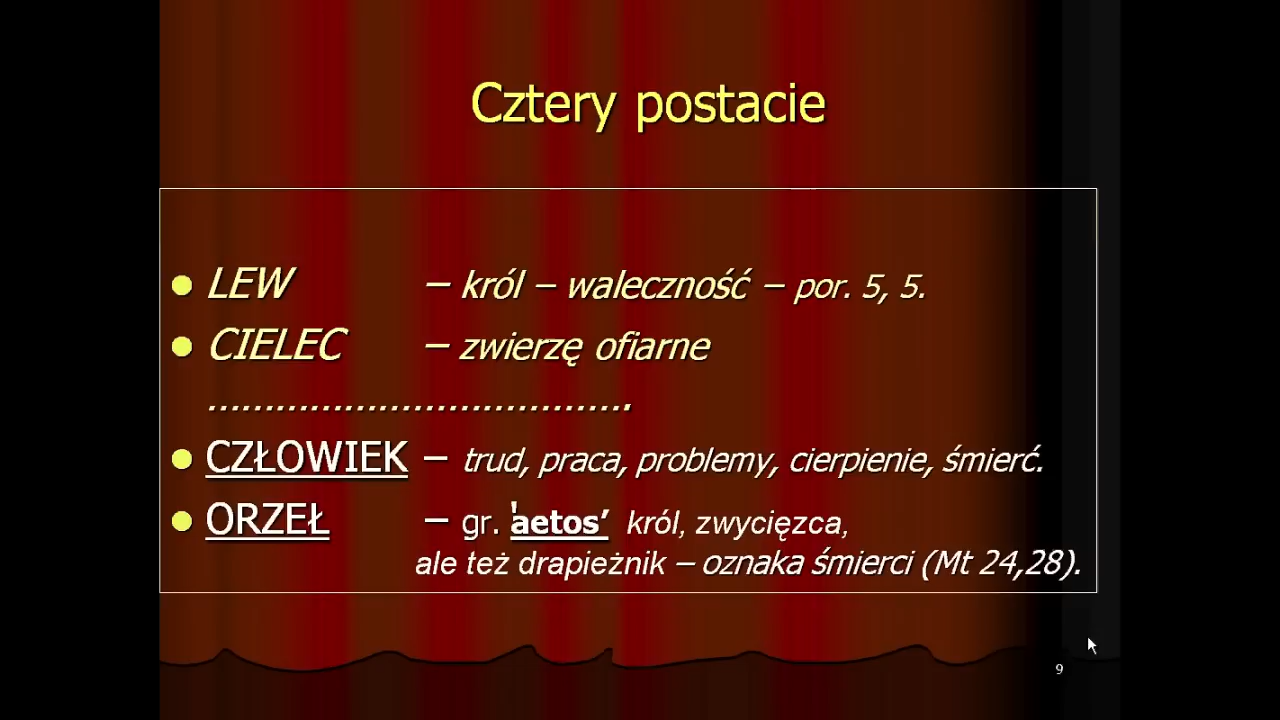 Cztery postacie
LEW – król – waleczność – por. 5, 5.
CIELEC – zwierzę ofiarne
……………………………….
CZŁOWIEK – trud, praca, problemy, cierpienie, śmierć.
ORZEŁ – gr. 'aetos’ król, zwycięzca,
ale też drapieżnik – oznaka śmierci (Mt 24,28).
9